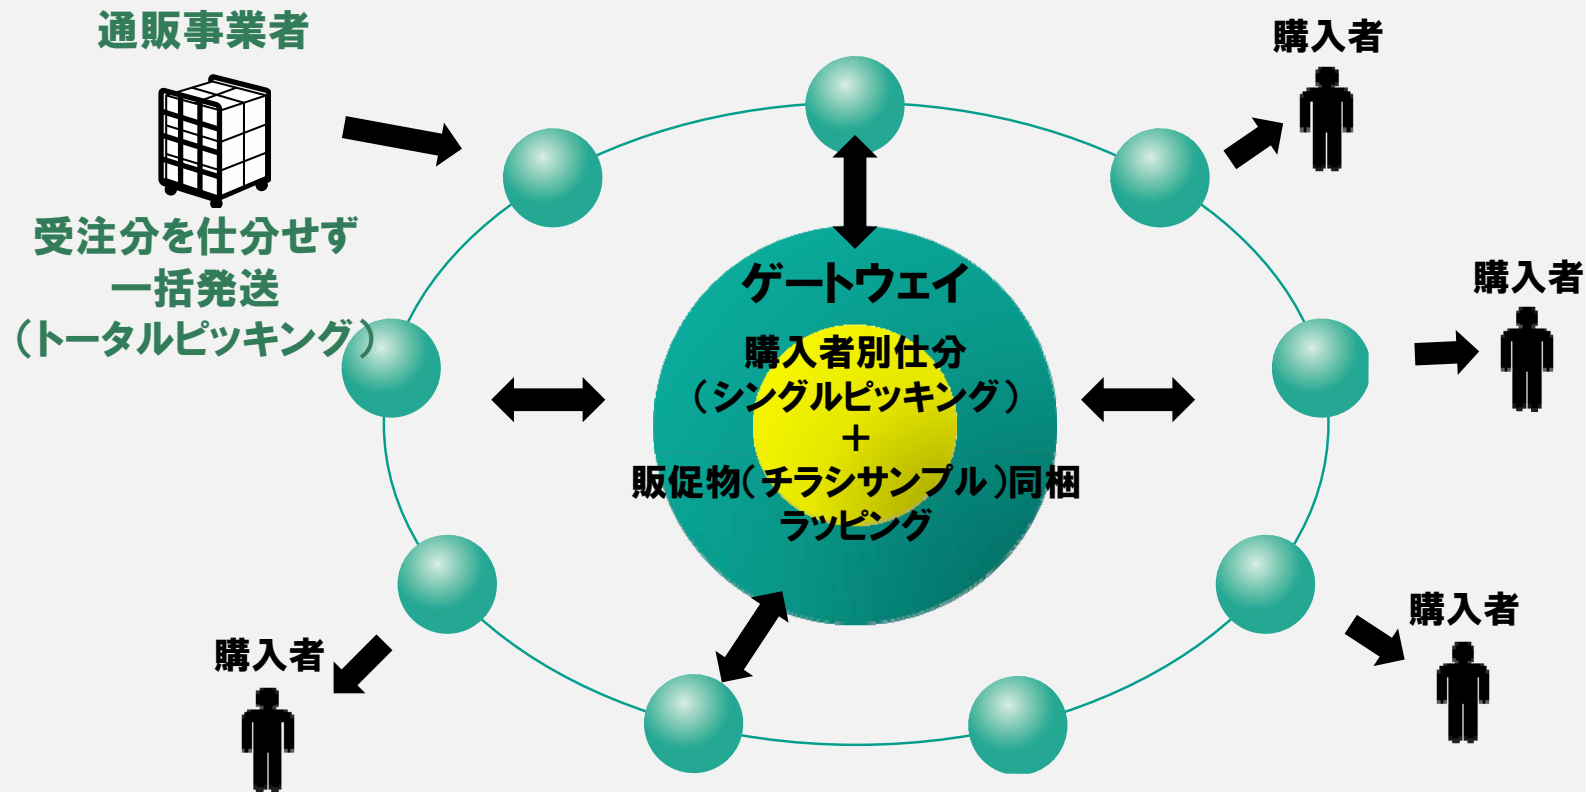 通販事業者
受注分を仕分せず
一括発送
（トータルピッキング）
ゲートウェイ
購入者別仕分
（シングルピッキング）
＋
販促物（チラシサンプル）同梱
ラッピング
購入者
購入者
購入者
購入者